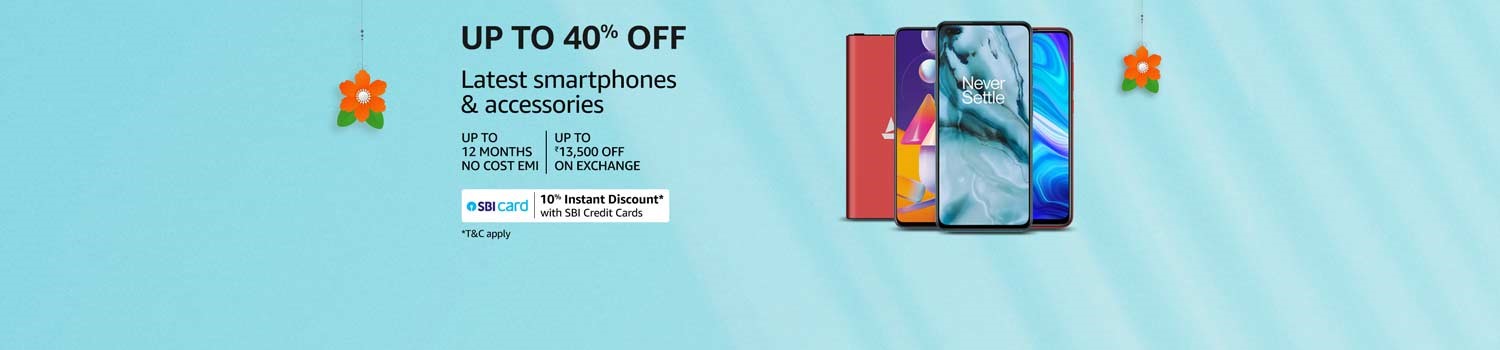 UP TO 40% OFF
Latest smartphones
& accessories
UP TO
12 MONTHS
NO COST EMI
UP TO
₹13,500 OFF
ON EXCHANGE
SBI card
10% Instant Discount*
with SBI Credit Cards
*T&C apply
Never
Settle